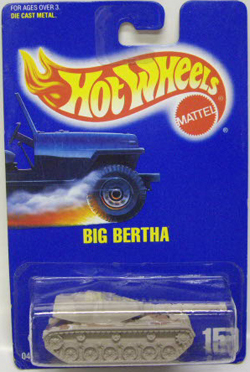 FOR AGES OVER 3.
DIE CAST METAL.
Hot Wheels
MATTEL
BIG BERTHA